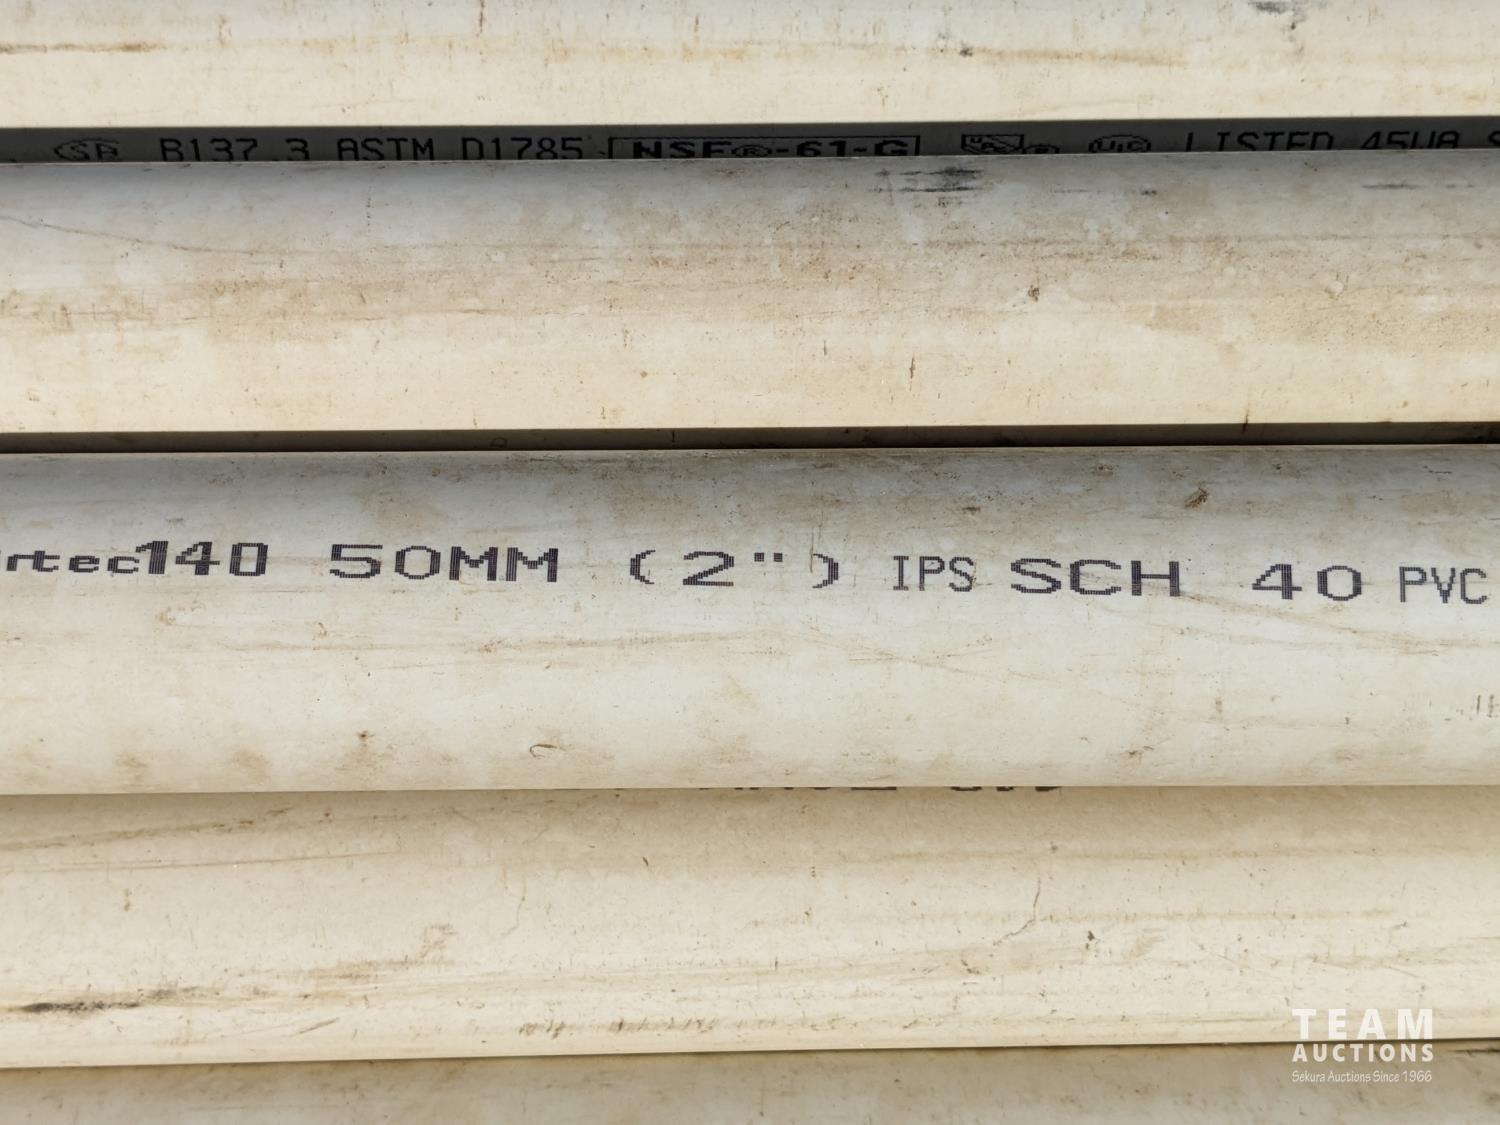 B137.3 ASTM D1785 NSF®-61-G LISTED 45UA
rtec140 50MM (2") IPS SCH 40 PVC
TEAM
AUCTIONS
Sekura Auctions Since 1966